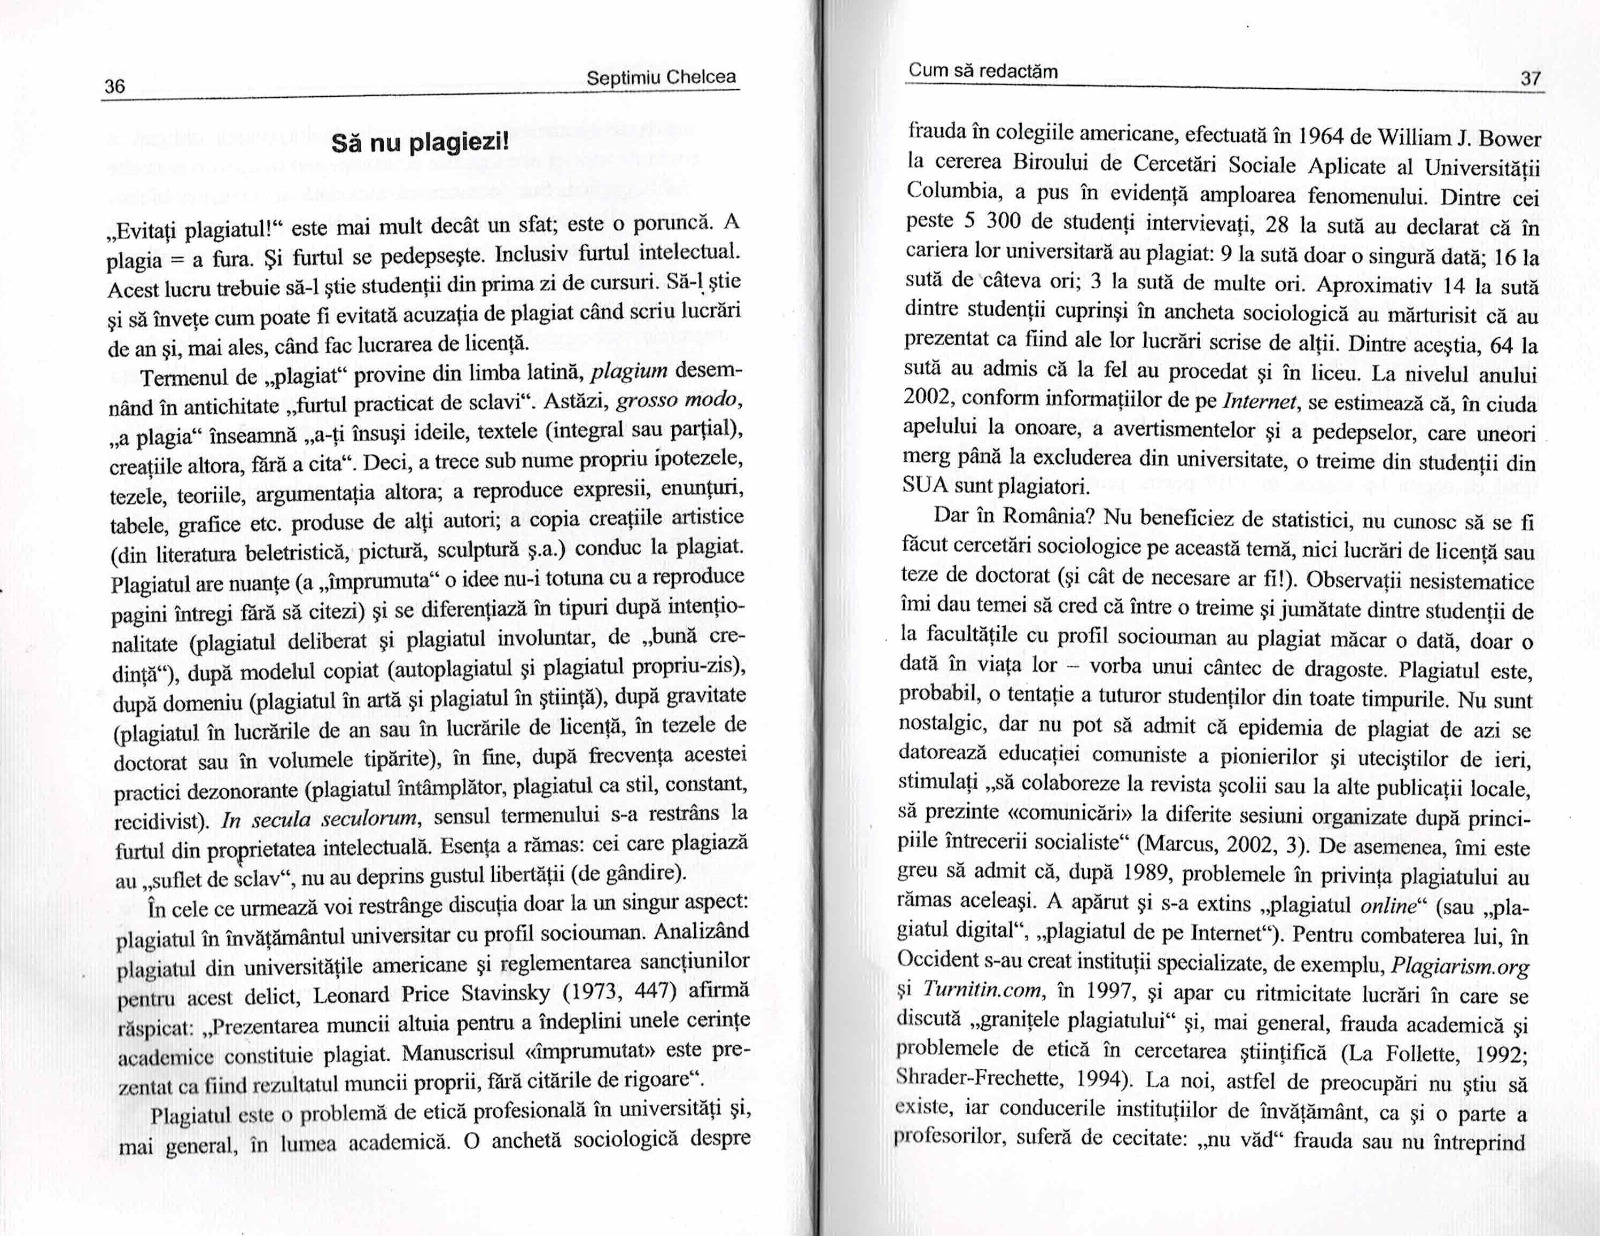 36
Septimiu Chelcea
Să nu plagiezi!
„Evitaţi plagiatul!“ este mai mult decât un sfat; este o poruncă. A
plagia = a fura. Şi furtul se pedepseşte. Inclusiv furtul intelectual.
Acest lucru trebuie să-l ştie studenţii din prima zi de cursuri. Să-l ştie
şi să înveţe cum poate fi evitată acuzaţia de plagiat când scriu lucrări
de an şi, mai ales, când fac lucrarea de licenţă.
Termenul de „plagiat“ provine din limba latină, plagium desem-
nând în antichitate „furtul practicat de sclavi“. Astăzi, grosso modo,
„a plagia“ înseamnă „a-ţi însuşi ideile, textele (integral sau parţial),
creaţiile altora, fără a cita“. Deci, a trece sub nume propriu ipotezele,
tezele, teoriile, argumentaţia altora; a reproduce expresii, enunţuri,
tabele, grafice etc. produse de alţi autori; a copia creaţiile artistice
(din literatura beletristică, pictură, sculptură ş.a.) conduc la plagiat.
Plagiatul are nuanţe (a „împrumuta“ o idee nu-i totuna cu a reproduce
pagini întregi fără să citezi) şi se diferenţiază în tipuri după intenţio-
nalitate (plagiatul deliberat şi plagiatul involuntar, de „bună cre-
dinţă“), după modelul copiat (autoplagiatul şi plagiatul propriu-zis),
după domeniu (plagiatul în artă şi plagiatul în ştiinţă), după gravitate
(plagiatul în lucrările de an sau în lucrările de licenţă, în tezele de
doctorat sau în volumele tipărite), în fine, după frecvenţa acestei
practici dezonorante (plagiatul întâmplător, plagiatul ca stil, constant,
recidivist). In secula seculorum, sensul termenului s-a restrâns la
furtul din proprietatea intelectuală. Esenţa a rămas: cei care plagiază
au „suflet de sclav“, nu au deprins gustul libertăţii (de gândire).
În cele ce urmează voi restrânge discuţia doar la un singur aspect:
plagiatul în învăţământul universitar cu profil sociouman. Analizând
plagiatul din universităţile americane şi reglementarea sancţiunilor
pentru acest delict, Leonard Price Stavinsky (1973, 447) afirmă
răspicat: „Prezentarea muncii altuia pentru a îndeplini unele cerinţe
academice constituie plagiat. Manuscrisul «împrumutat» este pre-
zentat ca fiind rezultatul muncii proprii, fără citările de rigoare“.
Plagiatul este o problemă de etică profesională în universităţi şi,
mai general, în lumea academică. O anchetă sociologică despre
Cum să redactăm
37
frauda în colegiile americane, efectuată în 1964 de William J. Bower
la cererea Biroului de Cercetări Sociale Aplicate al Universităţii
Columbia, a pus în evidenţă amploarea fenomenului. Dintre cei
peste 5 300 de studenţi intervievaţi, 28 la sută au declarat că în
cariera lor universitară au plagiat: 9 la sută doar o singură dată; 16 la
sută de câteva ori; 3 la sută de multe ori. Aproximativ 14 la sută
dintre studenţii cuprinşi în ancheta sociologică au mărturisit că au
prezentat ca fiind ale lor lucrări scrise de alţii. Dintre aceştia, 64 la
sută au admis că la fel au procedat şi în liceu. La nivelul anului
2002, conform informaţiilor de pe Internet, se estimează că, în ciuda
apelului la onoare, a avertismentelor şi a pedepselor, care uneori
merg până la excluderea din universitate, o treime din studenţii din
SUA sunt plagiatori.
Dar în România? Nu beneficiez de statistici, nu cunosc să se fi
făcut cercetări sociologice pe această temă, nici lucrări de licenţă sau
teze de doctorat (şi cât de necesare ar fi!). Observaţii nesistematice
îmi dau temei să cred că între o treime şi jumătate dintre studenţii de
la facultăţile cu profil sociouman au plagiat măcar o dată, doar o
dată în viaţa lor – vorba unui cântec de dragoste. Plagiatul este,
probabil, o tentaţie a tuturor studenţilor din toate timpurile. Nu sunt
nostalgic, dar nu pot să admit că epidemia de plagiat de azi se
datorează educaţiei comuniste a pionierilor şi uteciştilor de ieri,
stimulaţi „să colaboreze la revista şcolii sau la alte publicaţii locale,
să prezinte «comunicări» la diferite sesiuni organizate după princi-
piile întrecerii socialiste“ (Marcus, 2002, 3). De asemenea, îmi este
greu să admit că, după 1989, problemele în privinţa plagiatului au
rămas aceleaşi. A apărut şi s-a extins „plagiatul online“ (sau „pla-
giatul digital“, „plagiatul de pe Internet“). Pentru combaterea lui, în
Occident s-au creat instituţii specializate, de exemplu, Plagiarism.org
şi Turnitin.com, în 1997, şi apar cu ritmicitate lucrări în care se
discută „graniţele plagiatului“ şi, mai general, frauda academică şi
problemele de etică în cercetarea ştiinţifică (La Follette, 1992;
Shrader-Frechette, 1994). La noi, astfel de preocupări nu ştiu să
existe, iar conducerile instituţiilor de învăţământ, ca şi o parte a
profesorilor, suferă de cecitate: „nu văd“ frauda sau nu întreprind